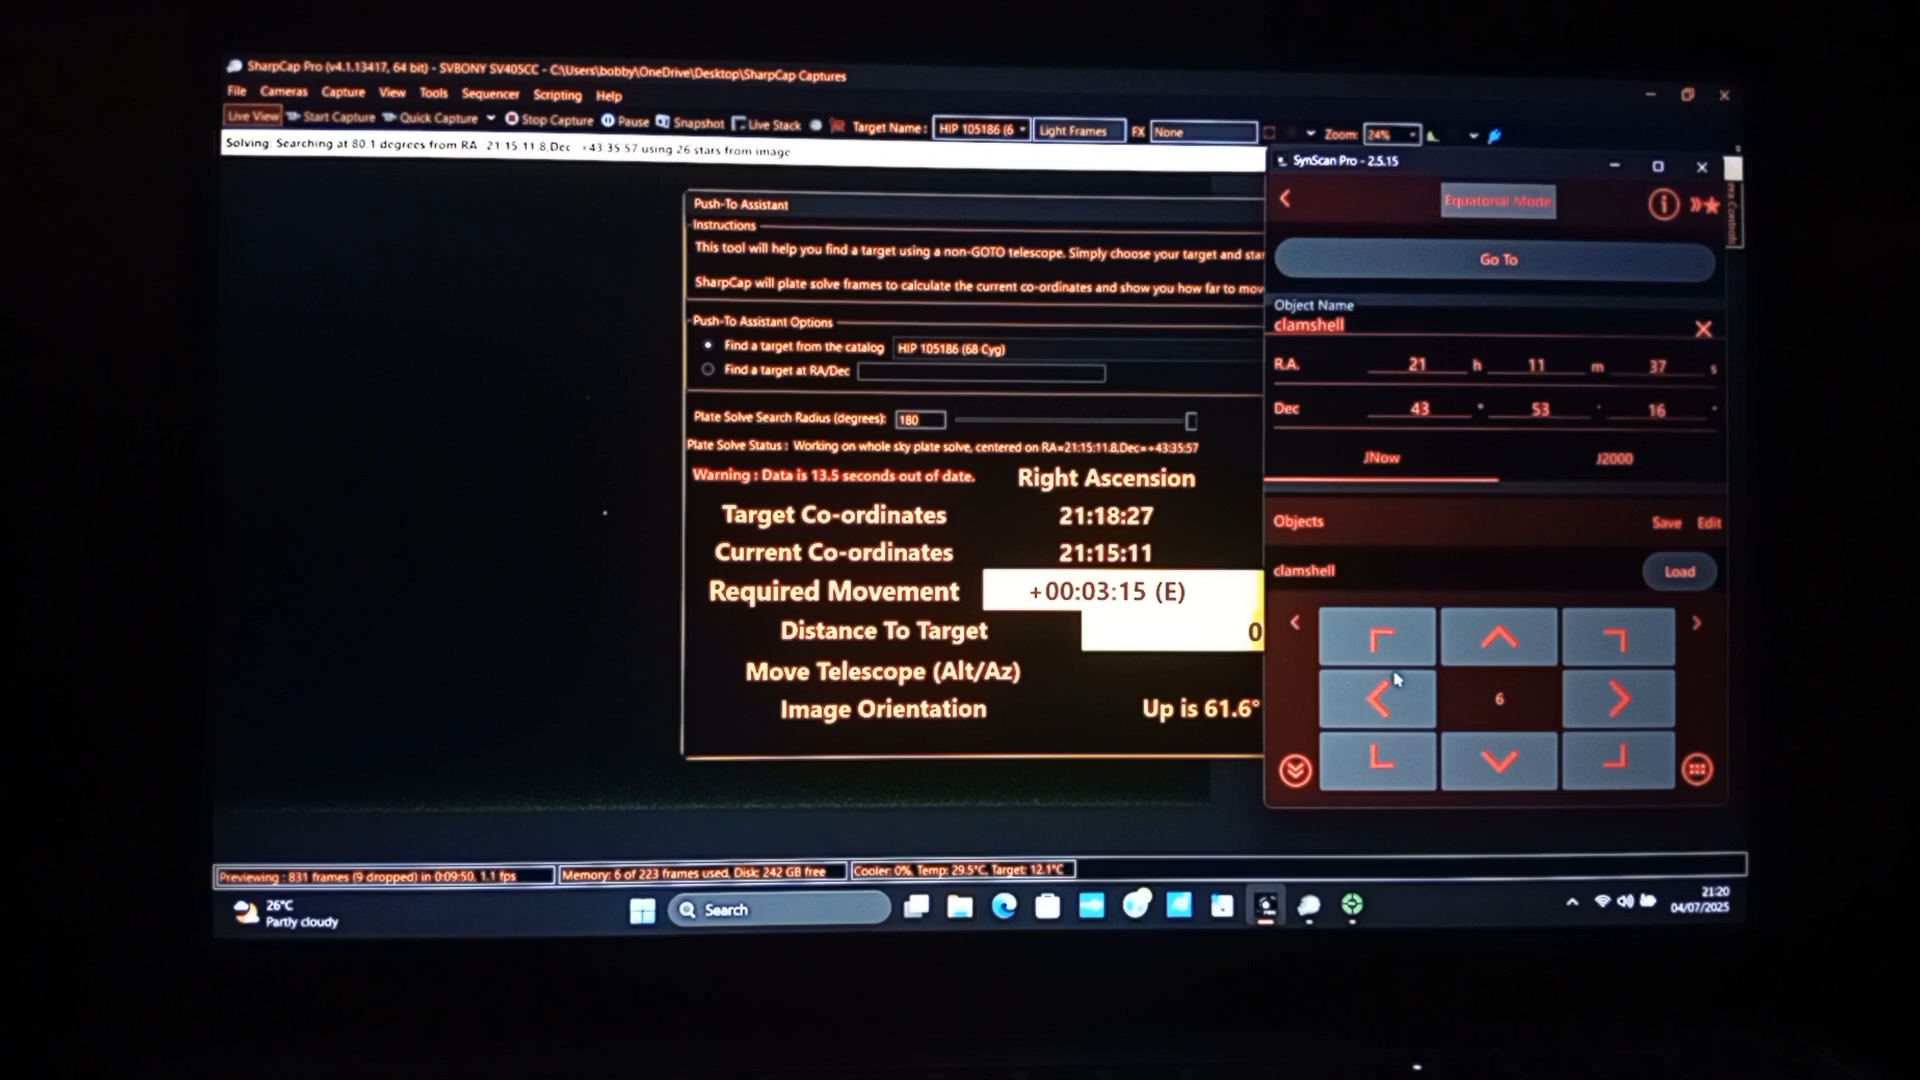 SharpCap Pro (v4.1.13417, 64 bit) - SVBONY SV405CC - C:\Users\bobby\OneDrive\Desktop\SharpCap Captures
File Cameras Capture View Tools Sequencer Scripting Help
Live View Start Capture Quick Capture Stop Capture Pause Snapshot Live Stack Target Name : HIP 105186 (6 Light Frames FX None Zoom: 24%
Solving: Searching at 80.1 degrees from RA 21 15 11.8,Dec +43 35 57 using 26 stars from image
SynScan Pro - 2.5.15
Equatorial Mode
Go To
Object Name
clamshell
R.A. 21 h 11 m 37 s
Dec 43 ° 53 ' 16 "
JNow J2000
Objects Save Edit
clamshell Load
6
Push-To Assistant
Instructions
This tool will help you find a target using a non-GOTO telescope. Simply choose your target and star
SharpCap will plate solve frames to calculate the current co-ordinates and show you how far to mov
Push-To Assistant Options
Find a target from the catalog HIP 105186 (68 Cyg)
Find a target at RA/Dec
Plate Solve Search Radius (degrees): 180
Plate Solve Status : Working on whole sky plate solve, centered on RA=21:15:11.8,Dec=+43:35:57
Warning : Data is 13.5 seconds out of date. Right Ascension
Target Co-ordinates 21:18:27
Current Co-ordinates 21:15:11
Required Movement +00:03:15 (E)
Distance To Target 0
Move Telescope (Alt/Az)
Image Orientation Up is 61.6°
Previewing : 831 frames (9 dropped) in 0:09:50, 1.1 fps Memory: 6 of 223 frames used, Disk: 242 GB free Cooler: 0%, Temp: 29.5°C, Target: 12.1°C
26°C
Partly cloudy
Search
21:20
04/07/2025